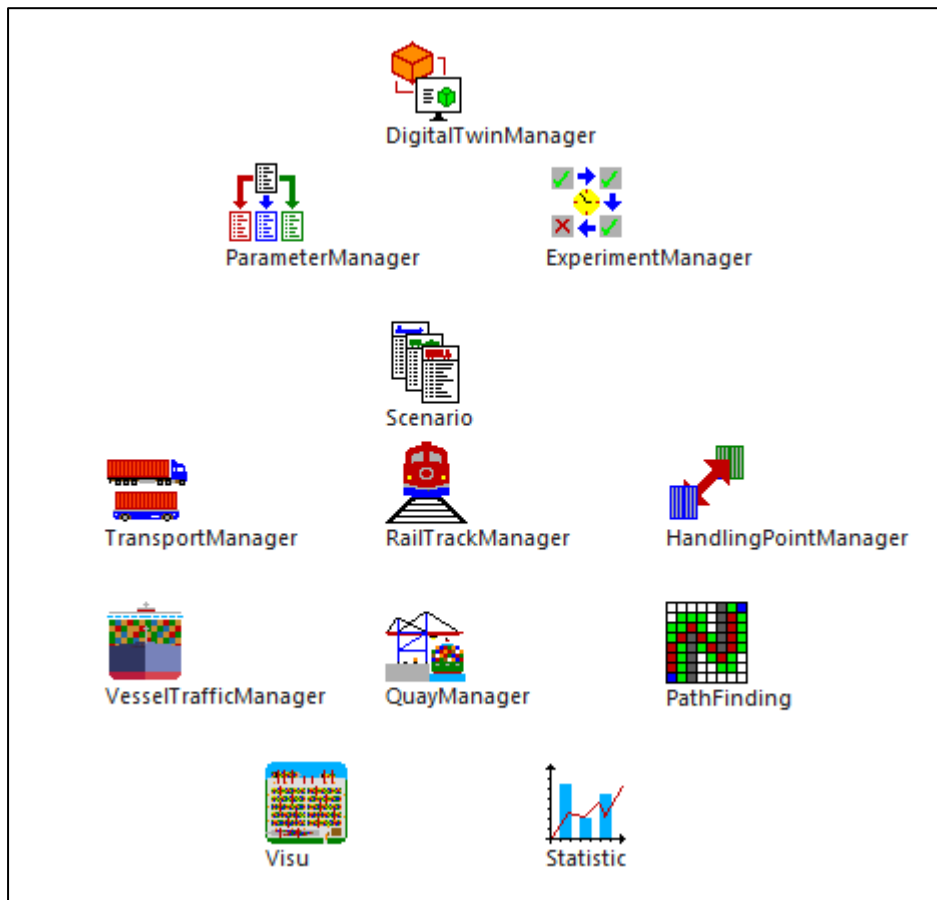 DigitalTwinManager
ParameterManager
ExperimentManager
Scenario
TransportManager
RailTrackManager
HandlingPointManager
VesselTrafficManager
QuayManager
PathFinding
Visu
Statistic